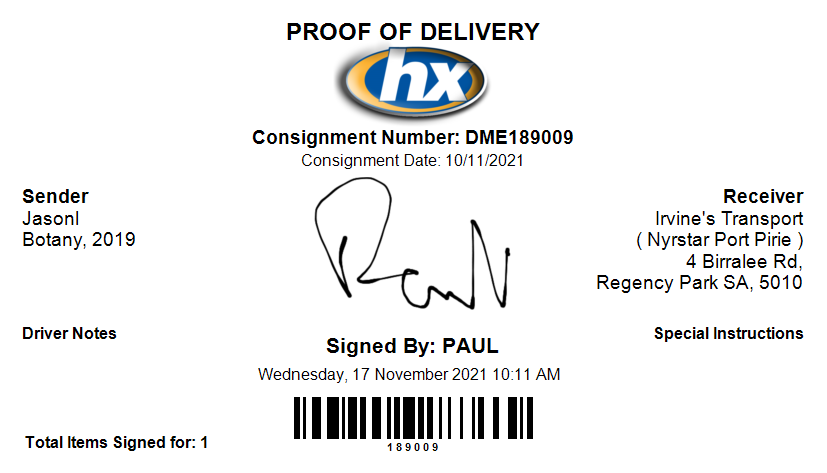 PROOF OF DELIVERY
hx
Consignment Number: DME189009
Consignment Date: 10/11/2021
Sender
JasonI
Botany, 2019
Receiver
Irvine's Transport
( Nyrstar Port Pirie )
4 Birralee Rd,
Regency Park SA, 5010
Paul
Driver Notes
Special Instructions
Signed By: PAUL
Wednesday, 17 November 2021 10:11 AM
189009
Total Items Signed for: 1